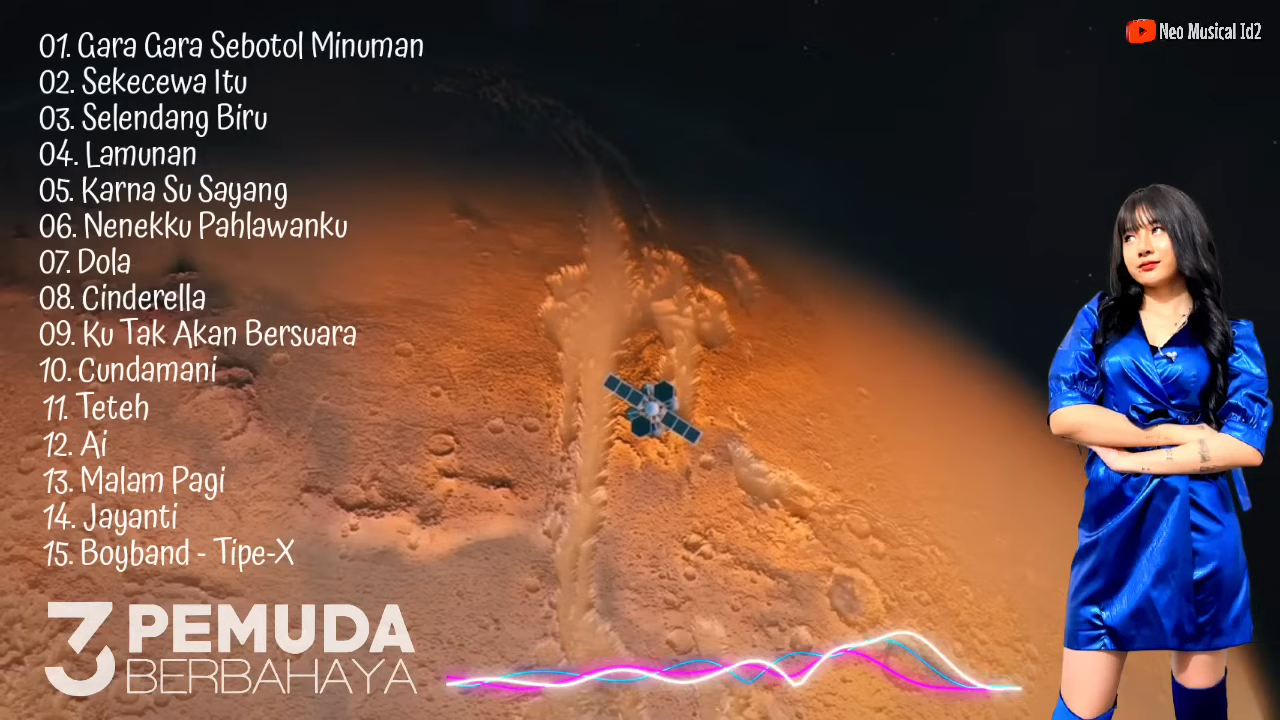 01. Gara Gara Sebotol Minuman
02. Sekecewa Itu
03. Selendang Biru
04. Lamunan
05. Karna Su Sayang
06. Nenekku Pahlawanku
07. Dola
08. Cinderella
09. Ku Tak Akan Bersuara
10. Cundamani
11. Teteh
12. Ai
13. Malam Pagi
14. Jayanti
15. Boyband - Tipe-X
3 PEMUDA
BERBAHAYA
Neo Musical Id2